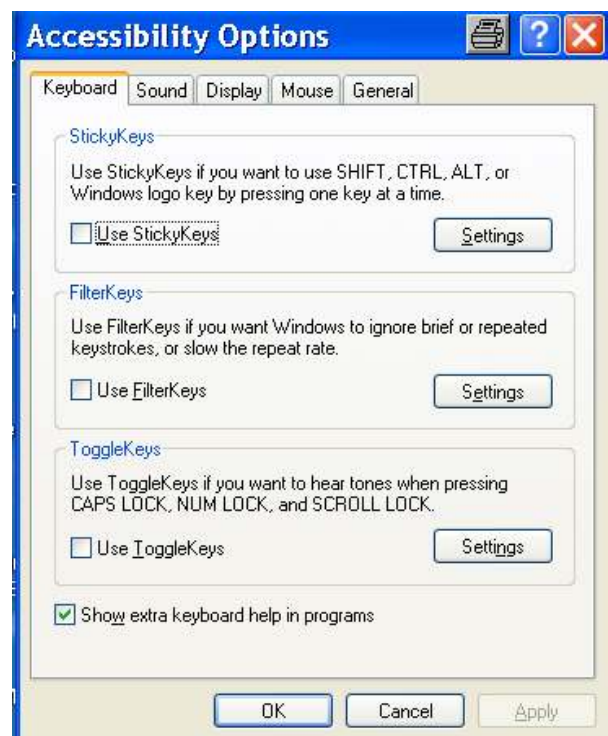 Accessibility Options
?
Keyboard Sound Display Mouse General
StickyKeys
Use StickyKeys if you want to use SHIFT, CTRL, ALT, or
Windows logo key by pressing one key at a time.
Use StickyKeys Settings
FilterKeys
Use FilterKeys if you want Windows to ignore brief or repeated
keystrokes, or slow the repeat rate.
Use FilterKeys Settings
ToggleKeys
Use ToggleKeys if you want to hear tones when pressing
CAPS LOCK, NUM LOCK, and SCROLL LOCK.
Use ToggleKeys Settings
Show extra keyboard help in programs
OK Cancel Apply